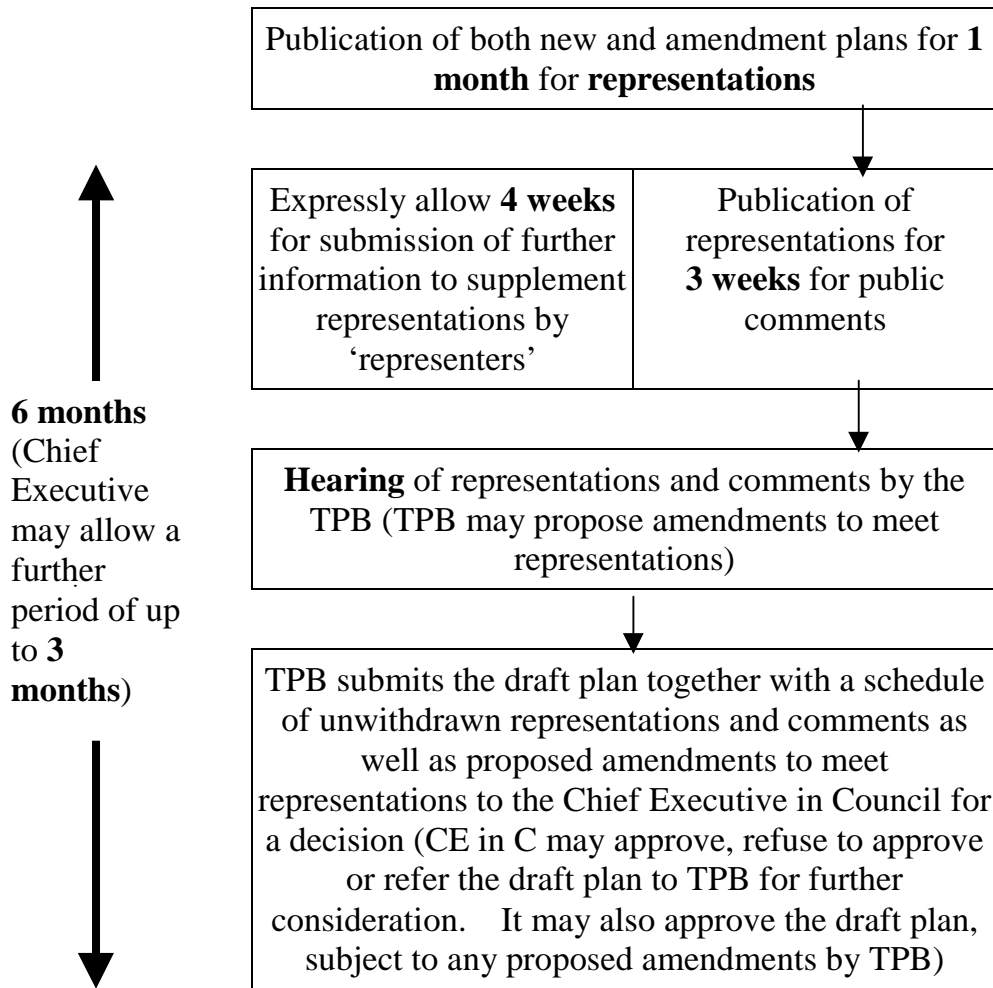 Publication of both new and amendment plans for 1
month for representations
Expressly allow 4 weeks
for submission of further
information to supplement
representations by
‘representers’
Publication of
representations for
3 weeks for public
comments
6 months
(Chief
Executive
may allow a
further
period of up
to 3
months)
Hearing of representations and comments by the
TPB (TPB may propose amendments to meet
representations)
TPB submits the draft plan together with a schedule
of unwithdrawn representations and comments as
well as proposed amendments to meet
representations to the Chief Executive in Council for
a decision (CE in C may approve, refuse to approve
or refer the draft plan to TPB for further
consideration. It may also approve the draft plan,
subject to any proposed amendments by TPB)